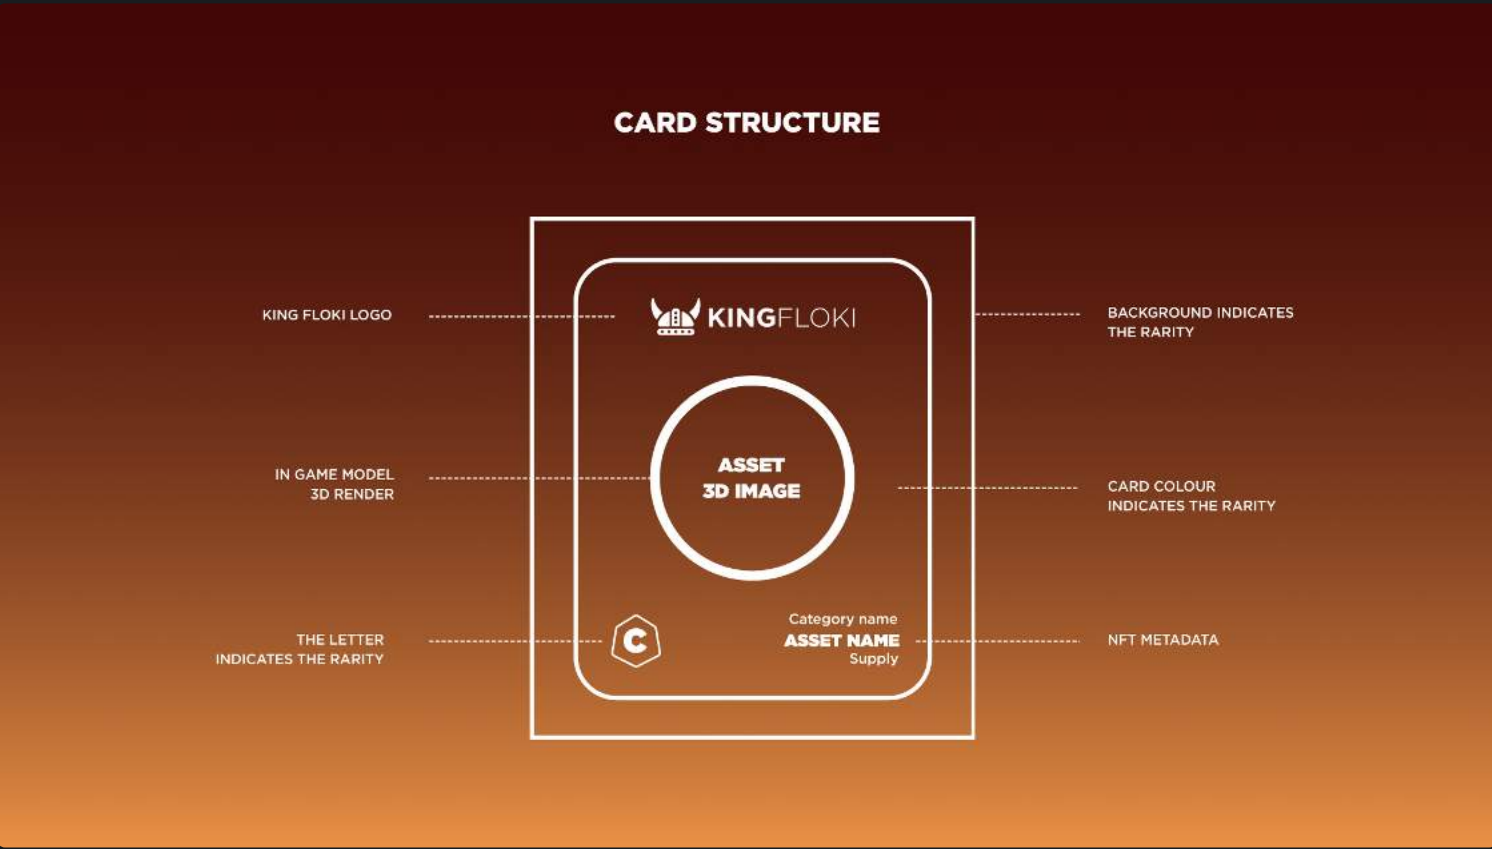 CARD STRUCTURE
KING FLOKI LOGO
KINGFLOKI
BACKGROUND INDICATES
THE RARITY
IN GAME MODEL
3D RENDER
ASSET
3D IMAGE
CARD COLOUR
INDICATES THE RARITY
THE LETTER
INDICATES THE RARITY
C
Category name
ASSET NAME
Supply
NFT METADATA